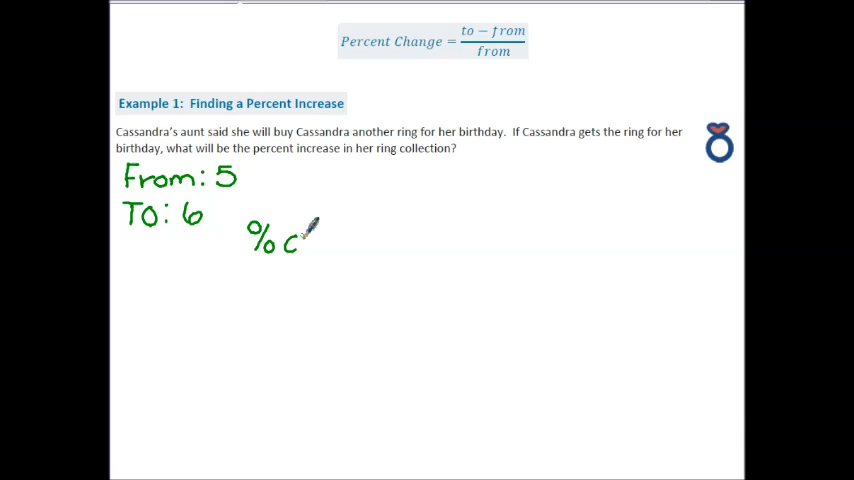 Percent Change = to − from / from
Example 1: Finding a Percent Increase
Cassandra's aunt said she will buy Cassandra another ring for her birthday. If Cassandra gets the ring for her
birthday, what will be the percent increase in her ring collection?
From: 5
TO: 6
% c